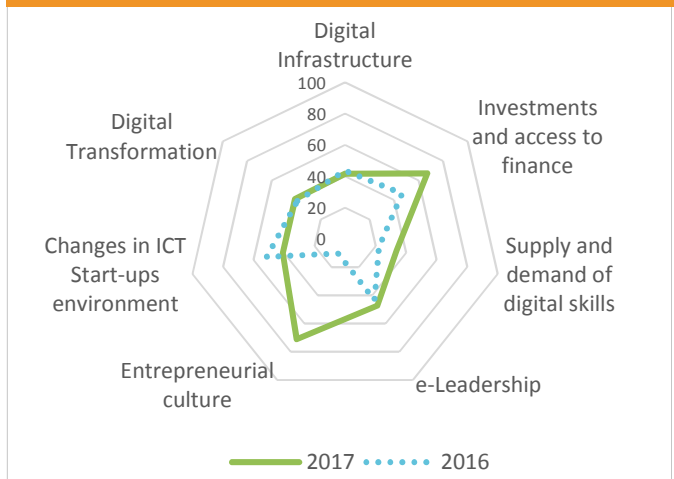 Digital
Infrastructure
100
80
60
40
20
0
Investments
and access to
finance
Supply and
demand of
digital skills
e-Leadership
Entrepreneurial
culture
Changes in ICT
Start-ups
environment
Digital
Transformation
2017
2016